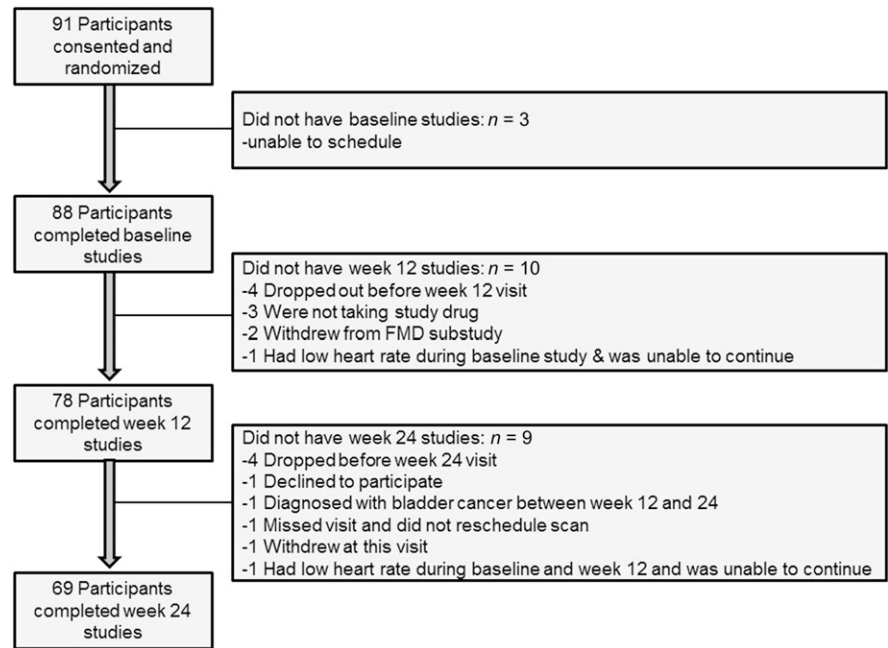 91 Participants
consented and
randomized
Did not have baseline studies: n = 3
-unable to schedule
88 Participants
completed baseline
studies
Did not have week 12 studies: n = 10
-4 Dropped out before week 12 visit
-3 Were not taking study drug
-2 Withdrew from FMD substudy
-1 Had low heart rate during baseline study & was unable to continue
78 Participants
completed week 12
studies
Did not have week 24 studies: n = 9
-4 Dropped before week 24 visit
-1 Declined to participate
-1 Diagnosed with bladder cancer between week 12 and 24
-1 Missed visit and did not reschedule scan
-1 Withdrew at this visit
-1 Had low heart rate during baseline and week 12 and was unable to continue
69 Participants
completed week 24
studies